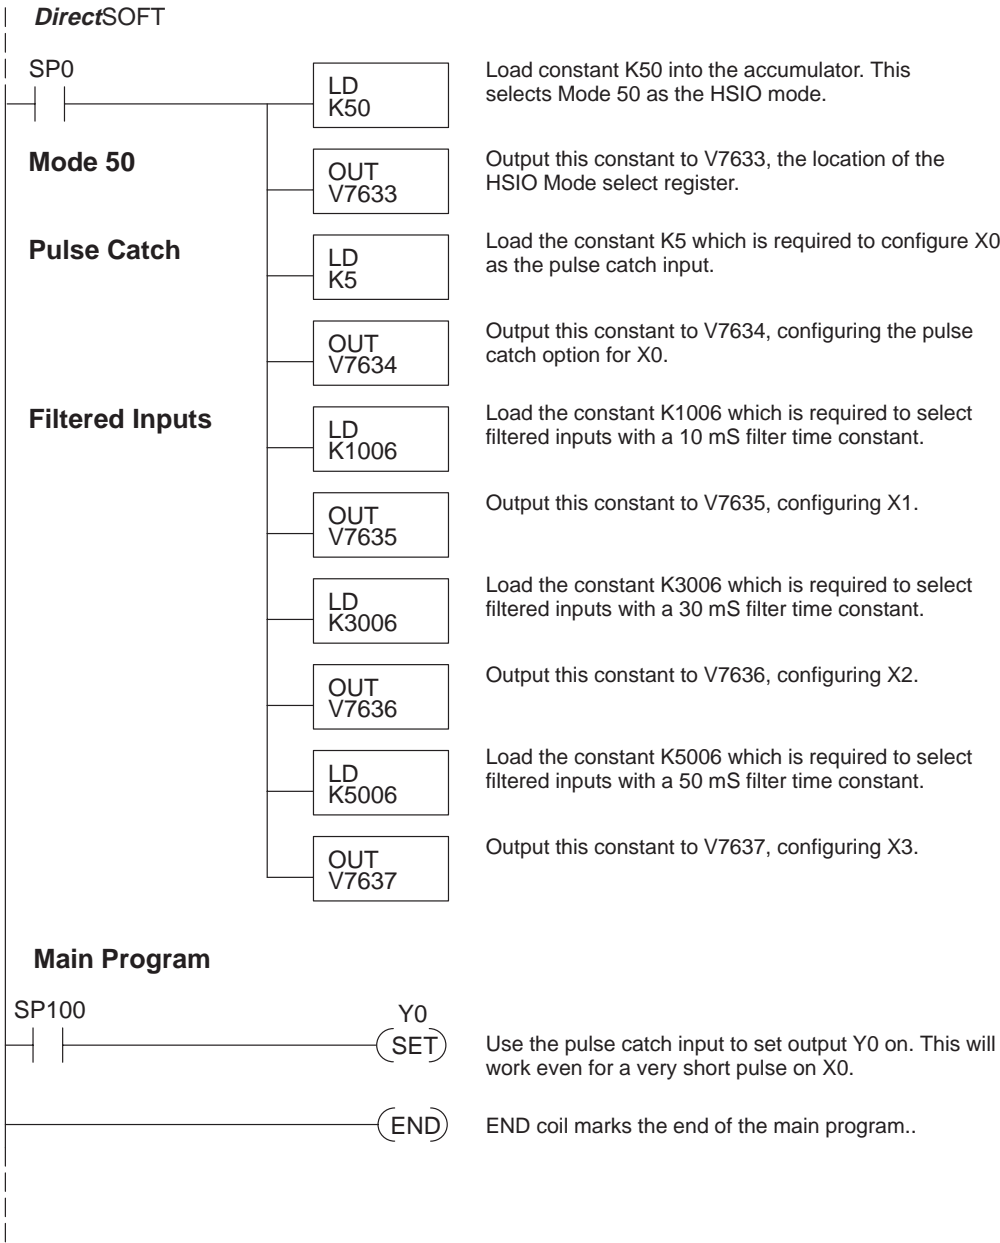 DirectSOFT
SP0
LD
K50
Load constant K50 into the accumulator. This
selects Mode 50 as the HSIO mode.
Mode 50
OUT
V7633
Output this constant to V7633, the location of the
HSIO Mode select register.
Pulse Catch
LD
K5
Load the constant K5 which is required to configure X0
as the pulse catch input.
OUT
V7634
Output this constant to V7634, configuring the pulse
catch option for X0.
Filtered Inputs
LD
K1006
Load the constant K1006 which is required to select
filtered inputs with a 10 mS filter time constant.
OUT
V7635
Output this constant to V7635, configuring X1.
LD
K3006
Load the constant K3006 which is required to select
filtered inputs with a 30 mS filter time constant.
OUT
V7636
Output this constant to V7636, configuring X2.
LD
K5006
Load the constant K5006 which is required to select
filtered inputs with a 50 mS filter time constant.
OUT
V7637
Output this constant to V7637, configuring X3.
Main Program
SP100
Y0
SET
Use the pulse catch input to set output Y0 on. This will
work even for a very short pulse on X0.
END
END coil marks the end of the main program..